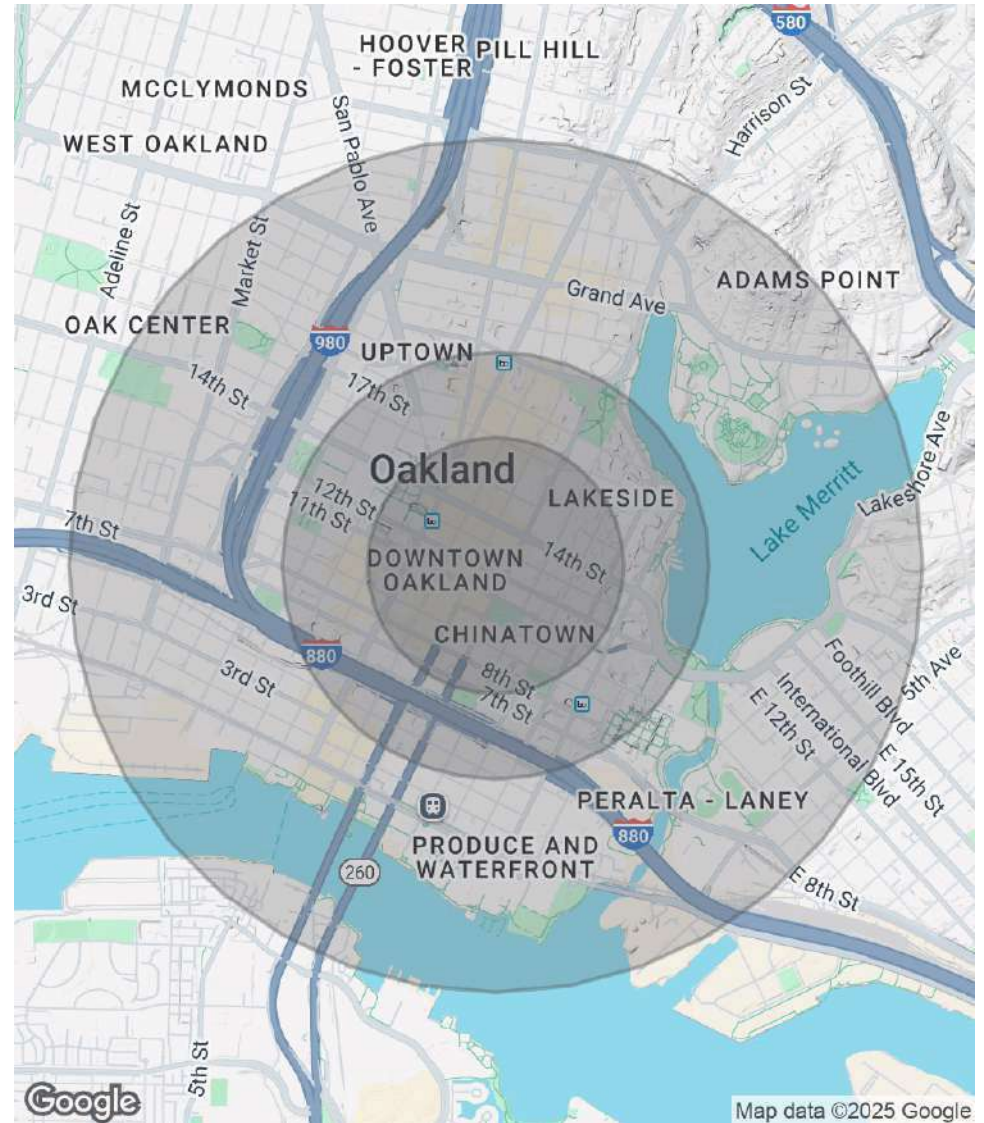 580
HOOVER
- FOSTER
PILL HILL
MCCLYMONDS
San Pablo Ave
Harrison St
WEST OAKLAND
Adeline St
Market St
ADAMS POINT
Grand Ave
OAK CENTER
980
UPTOWN
14th St
17th St
Oakland
12th St
11th St
LAKESIDE
Lake Merritt
Lakeshore Ave
7th St
DOWNTOWN
OAKLAND
14th St
3rd St
CHINATOWN
880
3rd St
8th St
7th St
Foothill Blvd
5th Ave
International Blvd
E 12th St
E 15th St
PERALTA - LANEY
880
PRODUCE AND
WATERFRONT
260
E 8th St
5th St
Google
Map data ©2025 Google